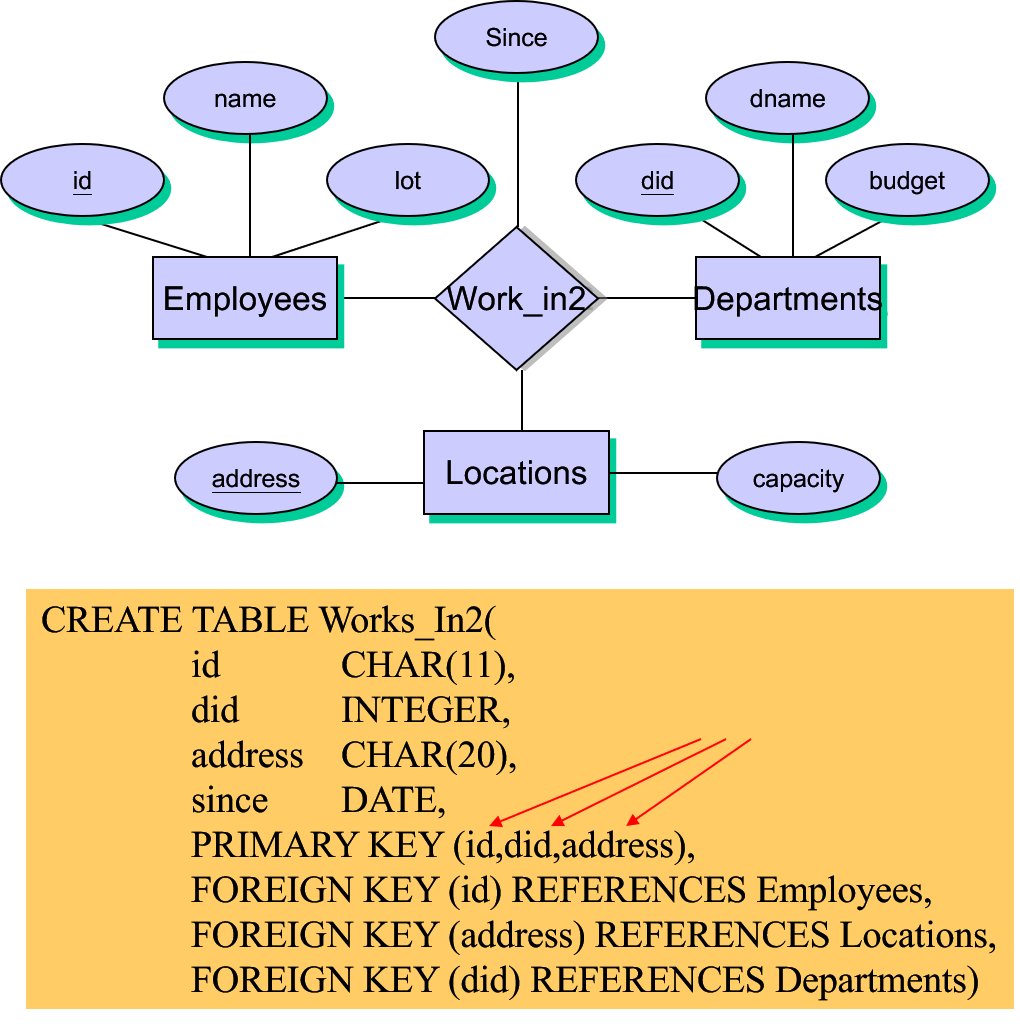 Since
name
dname
id
lot
did
budget
Employees
Work_in2
Departments
address
Locations
capacity
CREATE TABLE Works_In2(
id CHAR(11),
did INTEGER,
address CHAR(20),
since DATE,
PRIMARY KEY (id,did,address),
FOREIGN KEY (id) REFERENCES Employees,
FOREIGN KEY (address) REFERENCES Locations,
FOREIGN KEY (did) REFERENCES Departments)